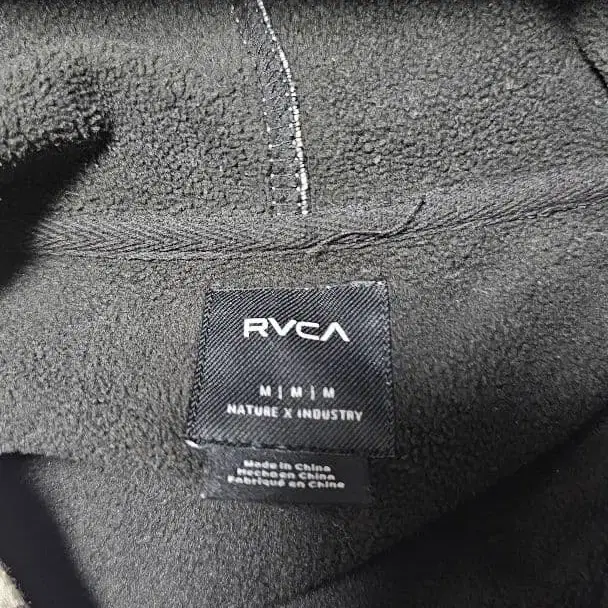 RVCA
M | M | M
NATURE X INDUSTRY
Made in China
Hecho en China
Fabriqué en Chine